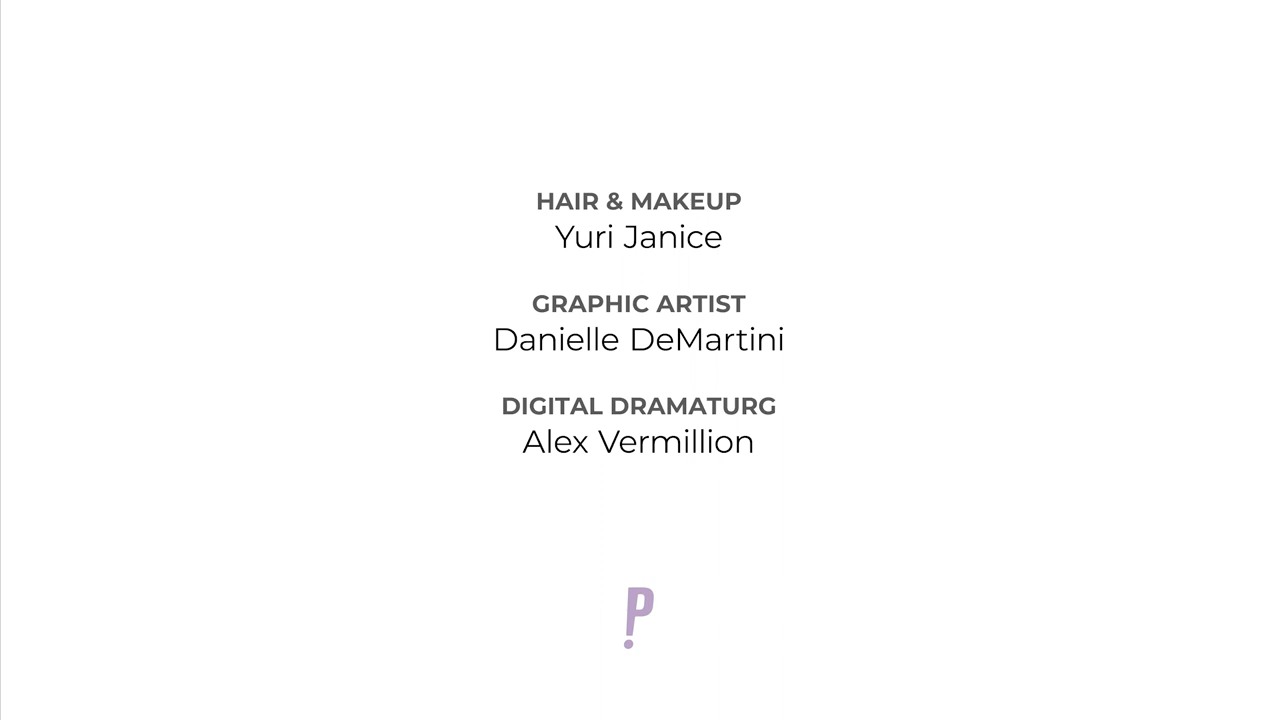 HAIR & MAKEUP
Yuri Janice
GRAPHIC ARTIST
Danielle DeMartini
DIGITAL DRAMATURG
Alex Vermillion
P